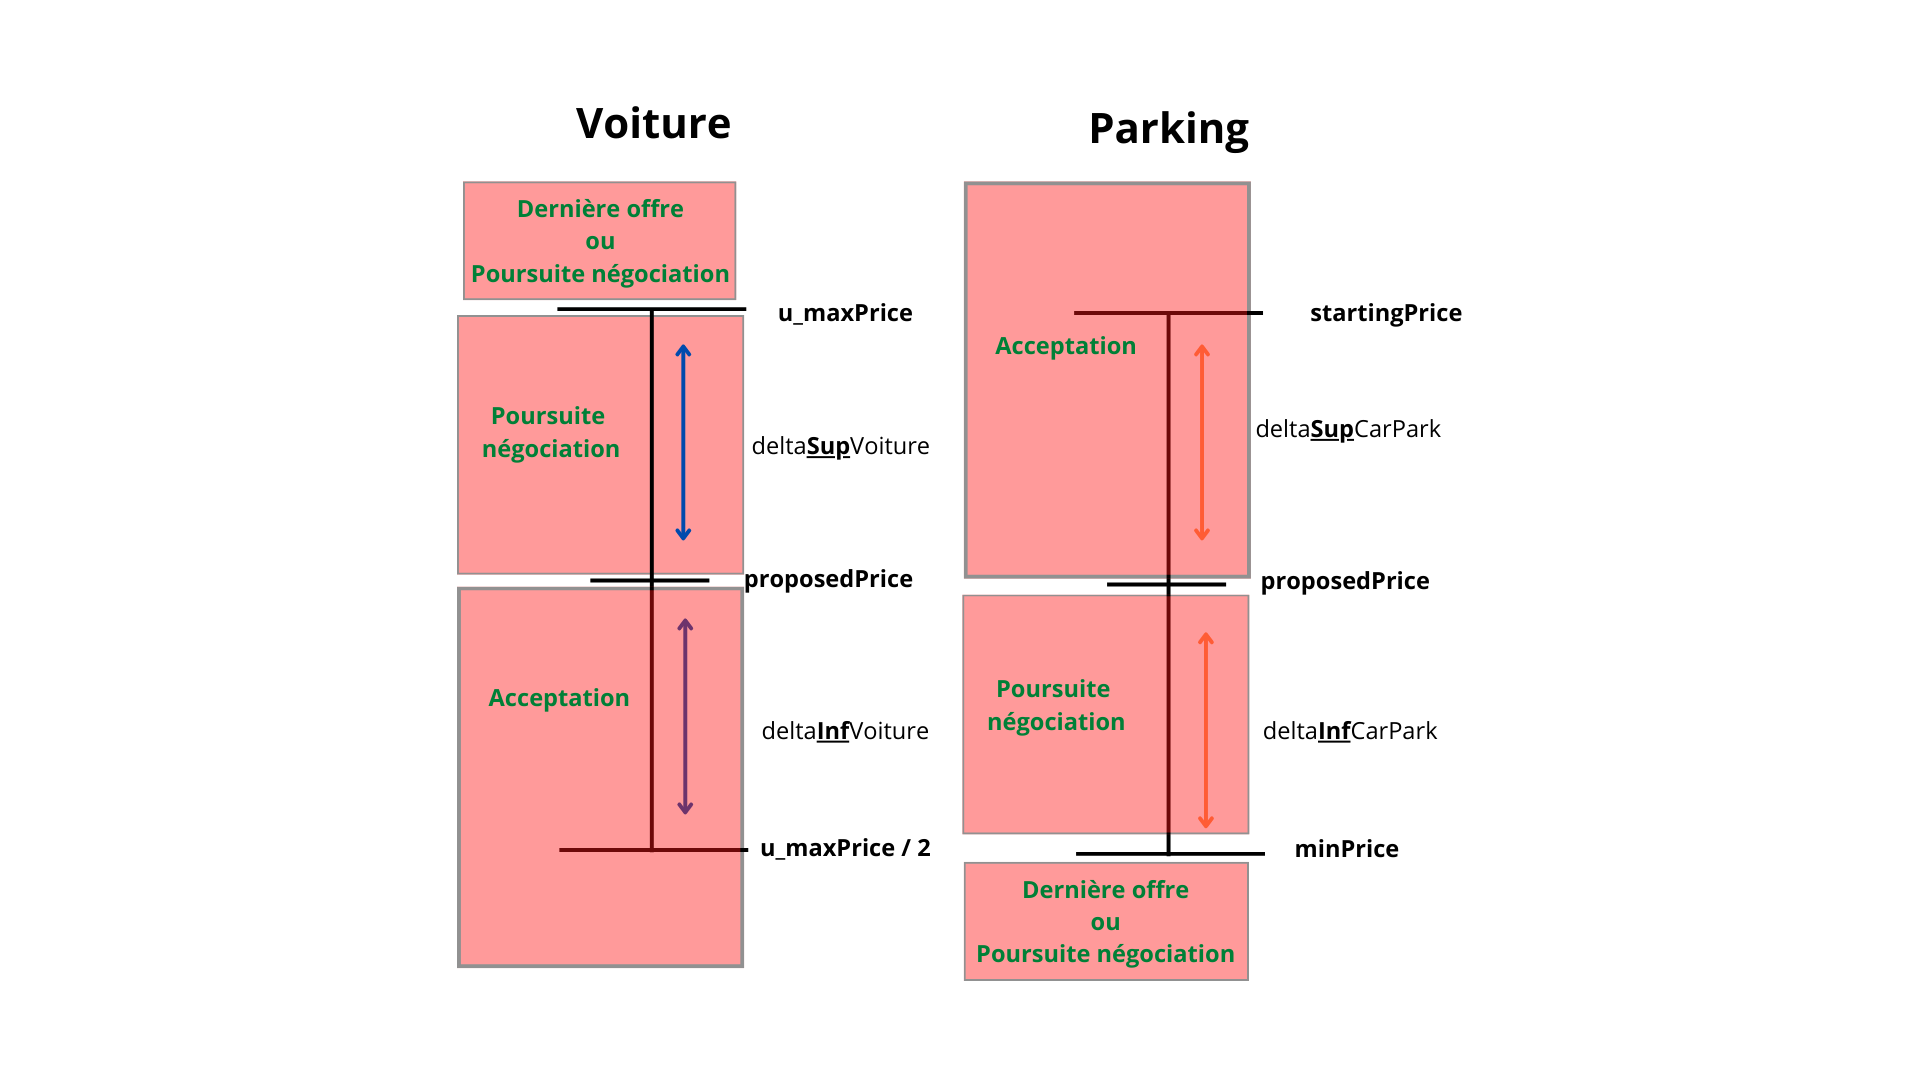 Voiture
Dernière offre
ou
Poursuite négociation
u_maxPrice
Poursuite
négociation
deltaSupVoiture
proposedPrice
Acceptation
deltaInfVoiture
u_maxPrice / 2
Parking
startingPrice
Acceptation
deltaSupCarPark
proposedPrice
Poursuite
négociation
deltaInfCarPark
minPrice
Dernière offre
ou
Poursuite négociation